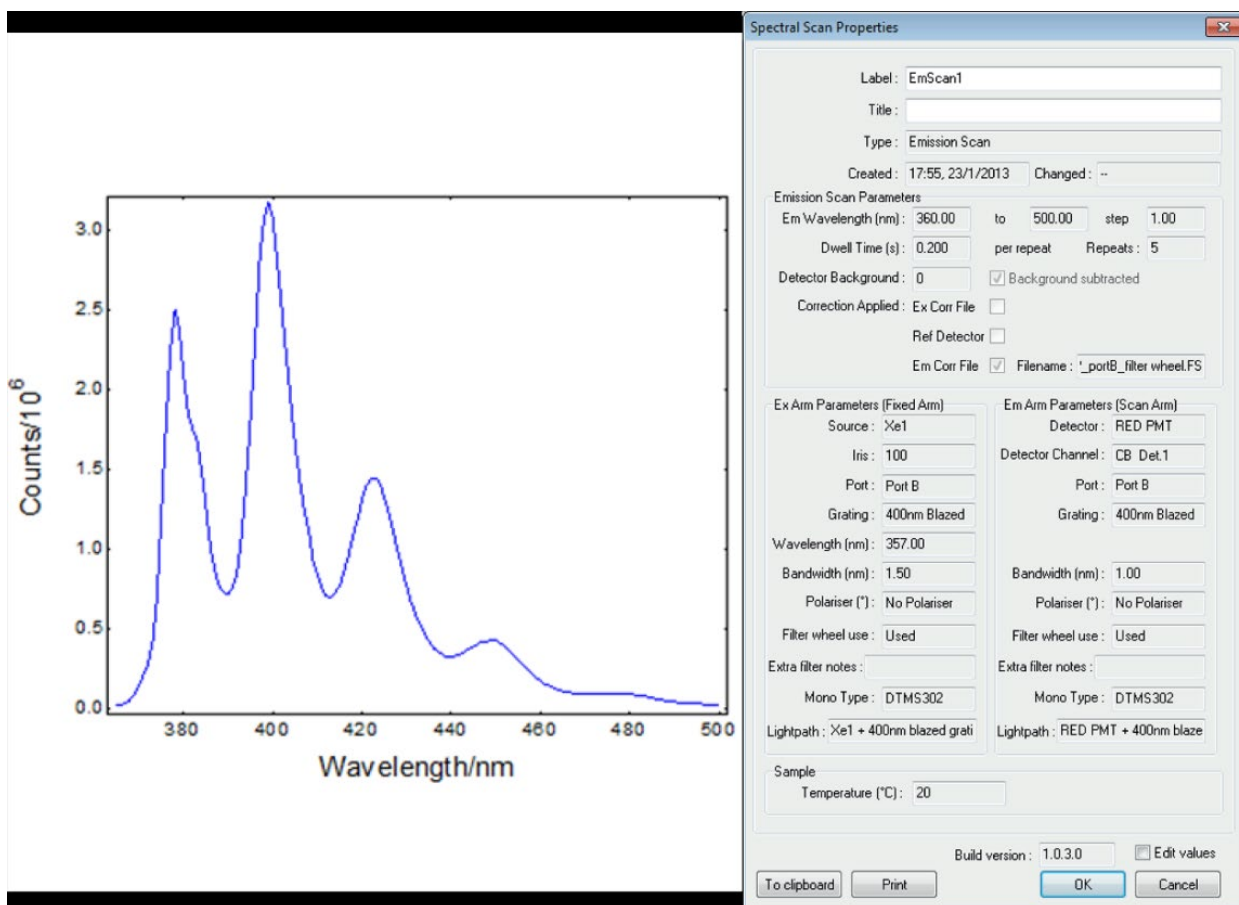 3.0
2.5
2.0
1.5
1.0
0.5
0.0
Counts/10^6
380 400 420 440 460 480 500
Wavelength/nm
Spectral Scan Properties
Label : EmScan1
Title :
Type : Emission Scan
Created : 17:55, 23/1/2013 Changed : --
Emission Scan Parameters
Em Wavelength (nm) : 360.00 to 500.00 step 1.00
Dwell Time (s) : 0.200 per repeat Repeats : 5
Detector Background : 0 Background subtracted
Correction Applied : Ex Corr File
Ref Detector
Em Corr File Filename : '_portB_filter wheel.FS
Ex Arm Parameters (Fixed Arm)
Source : Xe1
Iris : 100
Port : Port B
Grating : 400nm Blazed
Wavelength (nm) : 357.00
Bandwidth (nm) : 1.50
Polariser (°) : No Polariser
Filter wheel use : Used
Extra filter notes :
Mono Type : DTMS302
Lightpath : Xe1 + 400nm blazed grati
Em Arm Parameters (Scan Arm)
Detector : RED PMT
Detector Channel : CB Det.1
Port : Port B
Grating : 400nm Blazed
Bandwidth (nm) : 1.00
Polariser (°) : No Polariser
Filter wheel use : Used
Extra filter notes :
Mono Type : DTMS302
Lightpath : RED PMT + 400nm blaze
Sample
Temperature (°C) : 20
Build version : 1.0.3.0 Edit values
To clipboard Print OK Cancel